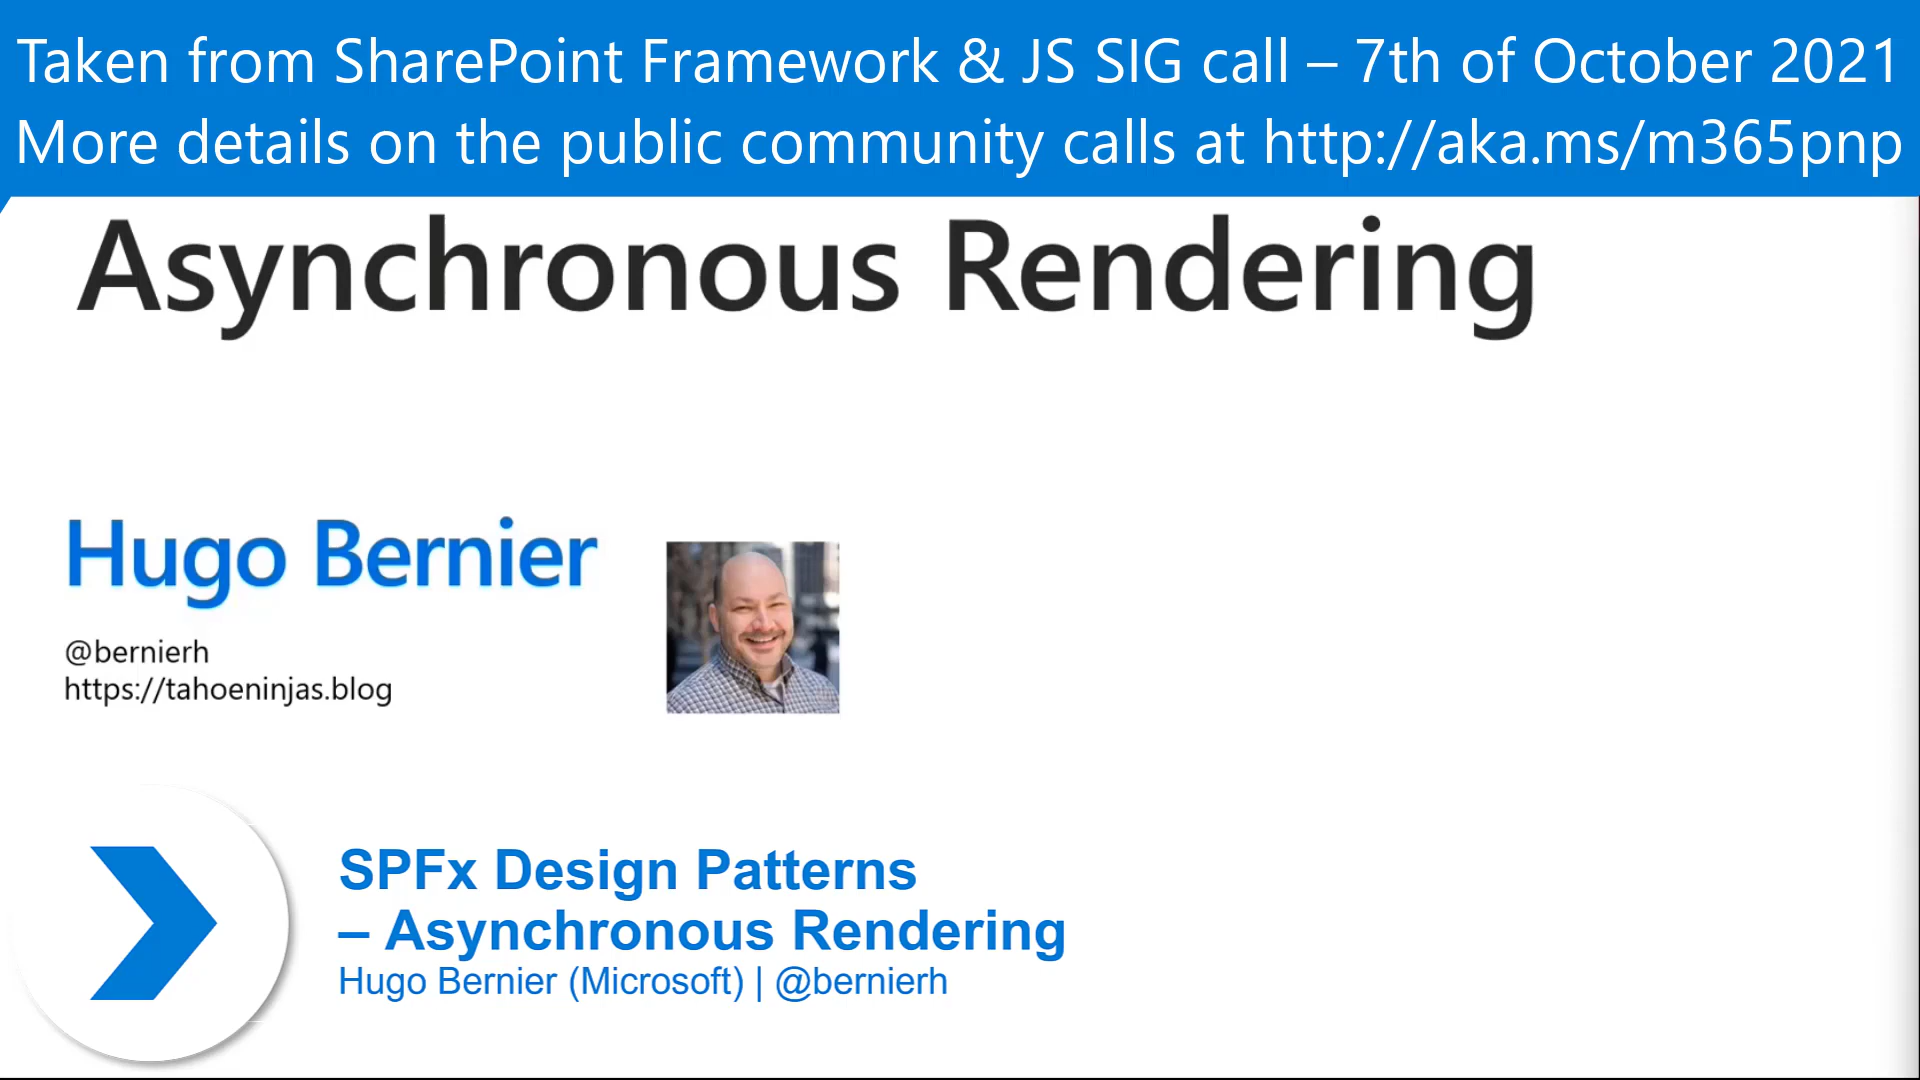 Taken from SharePoint Framework & JS SIG call – 7th of October 2021
More details on the public community calls at http://aka.ms/m365pnp
Asynchronous Rendering
Hugo Bernier
@bernierh
https://tahoeninjas.blog
SPFx Design Patterns
– Asynchronous Rendering
Hugo Bernier (Microsoft) | @bernierh